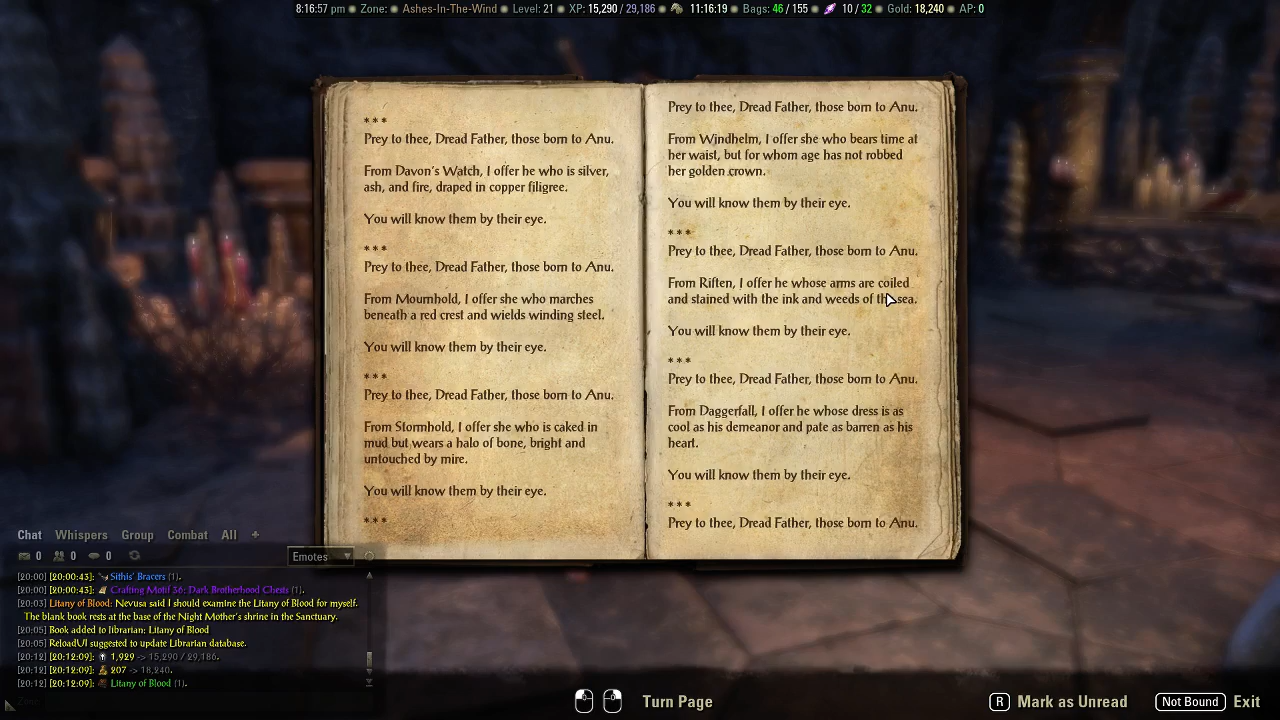 8:16:57 pm Zone: Ashes-In-The-Wind Level: 21 XP: 15,290 / 29,186 11:16:19 Bags: 46 / 155 10 / 32 Gold: 18,240 AP: 0
* * *
Prey to thee, Dread Father, those born to Anu.
From Davon's Watch, I offer he who is silver,
ash, and fire, draped in copper filigree.
You will know them by their eye.
* * *
Prey to thee, Dread Father, those born to Anu.
From Mournhold, I offer she who marches
beneath a red crest and wields winding steel.
You will know them by their eye.
* * *
Prey to thee, Dread Father, those born to Anu.
From Stormhold, I offer she who is caked in
mud but wears a halo of bone, bright and
untouched by mire.
You will know them by their eye.
* * *
Prey to thee, Dread Father, those born to Anu.
From Windhelm, I offer she who bears time at
her waist, but for whom age has not robbed
her golden crown.
You will know them by their eye.
* * *
Prey to thee, Dread Father, those born to Anu.
From Riften, I offer he whose arms are coiled
and stained with the ink and weeds of the sea.
You will know them by their eye.
* * *
Prey to thee, Dread Father, those born to Anu.
From Daggerfall, I offer he whose dress is as
cool as his demeanor and pate as barren as his
heart.
You will know them by their eye.
* * *
Prey to thee, Dread Father, those born to Anu.
Chat Whispers Group Combat All +
0 0 0 Emotes
[20:00] [20:00:43]: Sithis' Bracers (1).
[20:00] [20:00:43]: Crafting Motif 36: Dark Brotherhood Chests (1).
[20:03] Litany of Blood: Nevusa said I should examine the Litany of Blood for myself.
The blank book rests at the base of the Night Mother's shrine in the Sanctuary.
[20:05] Book added to librarian: Litany of Blood
[20:05] ReloadUI suggested to update Librarian database.
[20:12] [20:12:09]: 1,929 -> 15,290 / 29,186.
[20:12] [20:12:09]: 207 -> 18,240.
[20:12] [20:12:09]: Litany of Blood (1).
Turn Page
R Mark as Unread Not Bound Exit